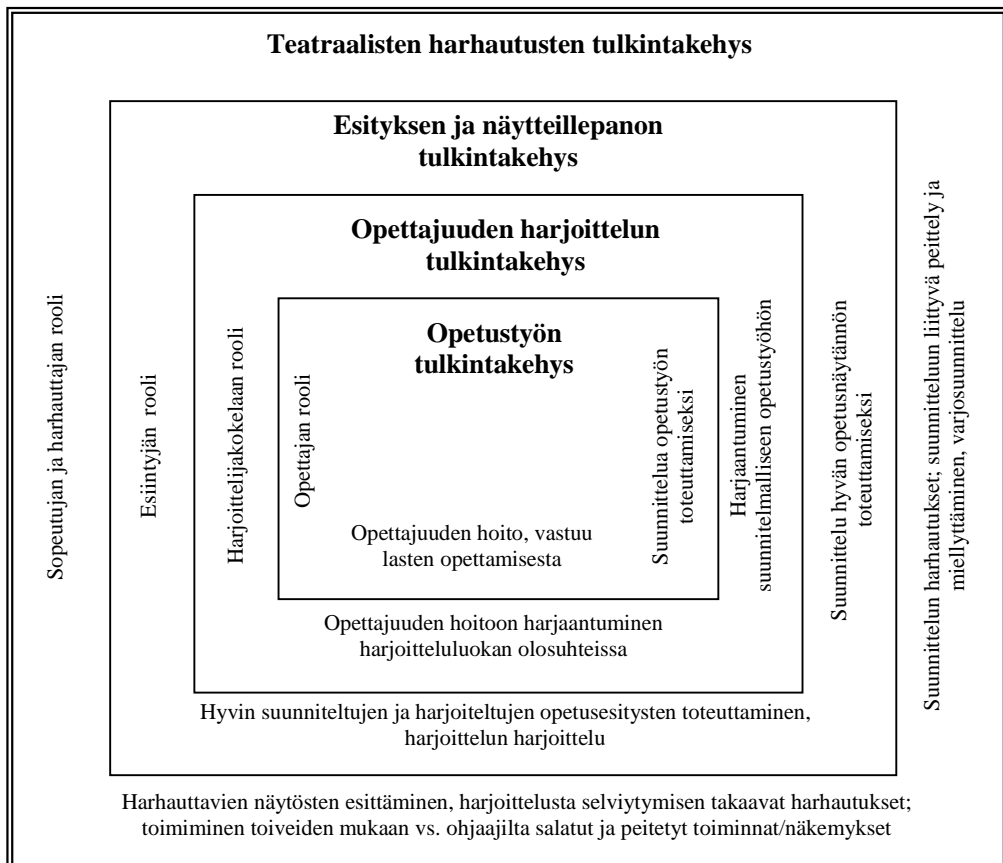 Teatraalisten harhautusten tulkintakehys
Esityksen ja näytteillepanon
tulkintakehys
Opettajuuden harjoittelun
tulkintakehys
Opetustyön
tulkintakehys
Sopeutujan ja harhauttajan rooli
Esiintyjän rooli
Harjoittelijakokelaan rooli
Opettajan rooli
Opettajuuden hoito, vastuu
lasten opettamisesta
Suunnittelua opetustyön
toteuttamiseksi
Harjaantuminen
suunnitelmalliseen opetustyöhön
Suunnittelu hyvän opetusnäytännön
toteuttamiseksi
Suunnittelun harhautukset; suunnitteluun liittyvä peittely ja
miellyttäminen, varjosuunnittelu
Opettajuuden hoitoon harjaantuminen
harjoitteluluokan olosuhteissa
Hyvin suunniteltujen ja harjoiteltujen opetusesitysten toteuttaminen,
harjoittelun harjoittelu
Harhauttavien näytösten esittäminen, harjoittelusta selviytymisen takaavat harhautukset;
toimiminen toiveiden mukaan vs. ohjaajilta salatut ja peitetyt toiminnat/näkemykset